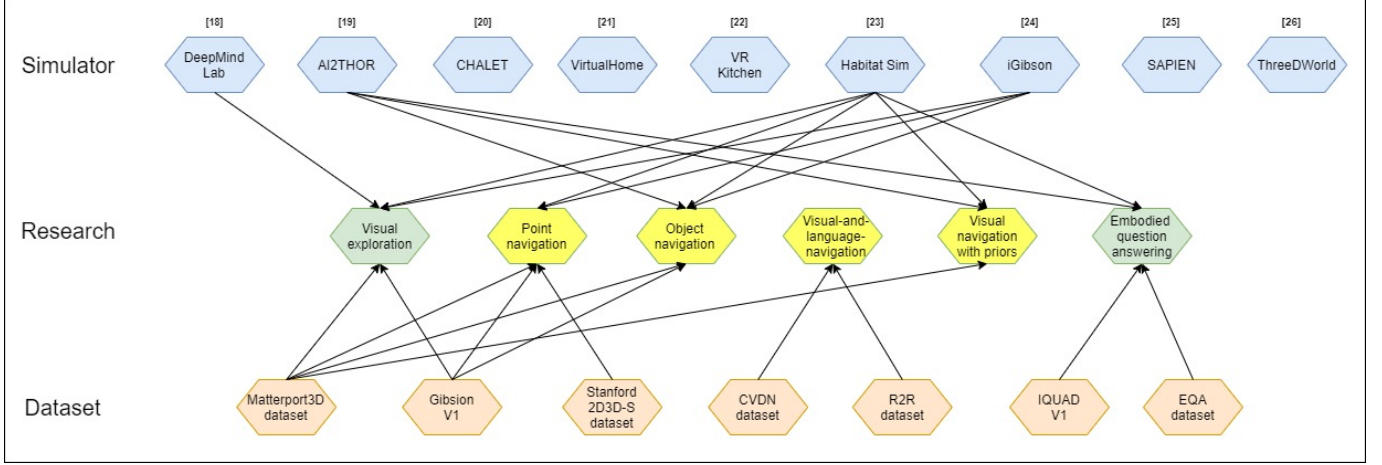 [18] [19] [20] [21] [22] [23] [24] [25] [26]
Simulator
DeepMind
Lab
AI2THOR
CHALET
VirtualHome
VR
Kitchen
Habitat Sim
iGibson
SAPIEN
ThreeDWorld
Research
Visual
exploration
Point
navigation
Object
navigation
Visual-and-
language-
navigation
Visual
navigation
with priors
Embodied
question
answering
Dataset
Matterport3D
dataset
Gibsion
V1
Stanford
2D3D-S
dataset
CVDN
dataset
R2R
dataset
IQUAD
V1
EQA
dataset